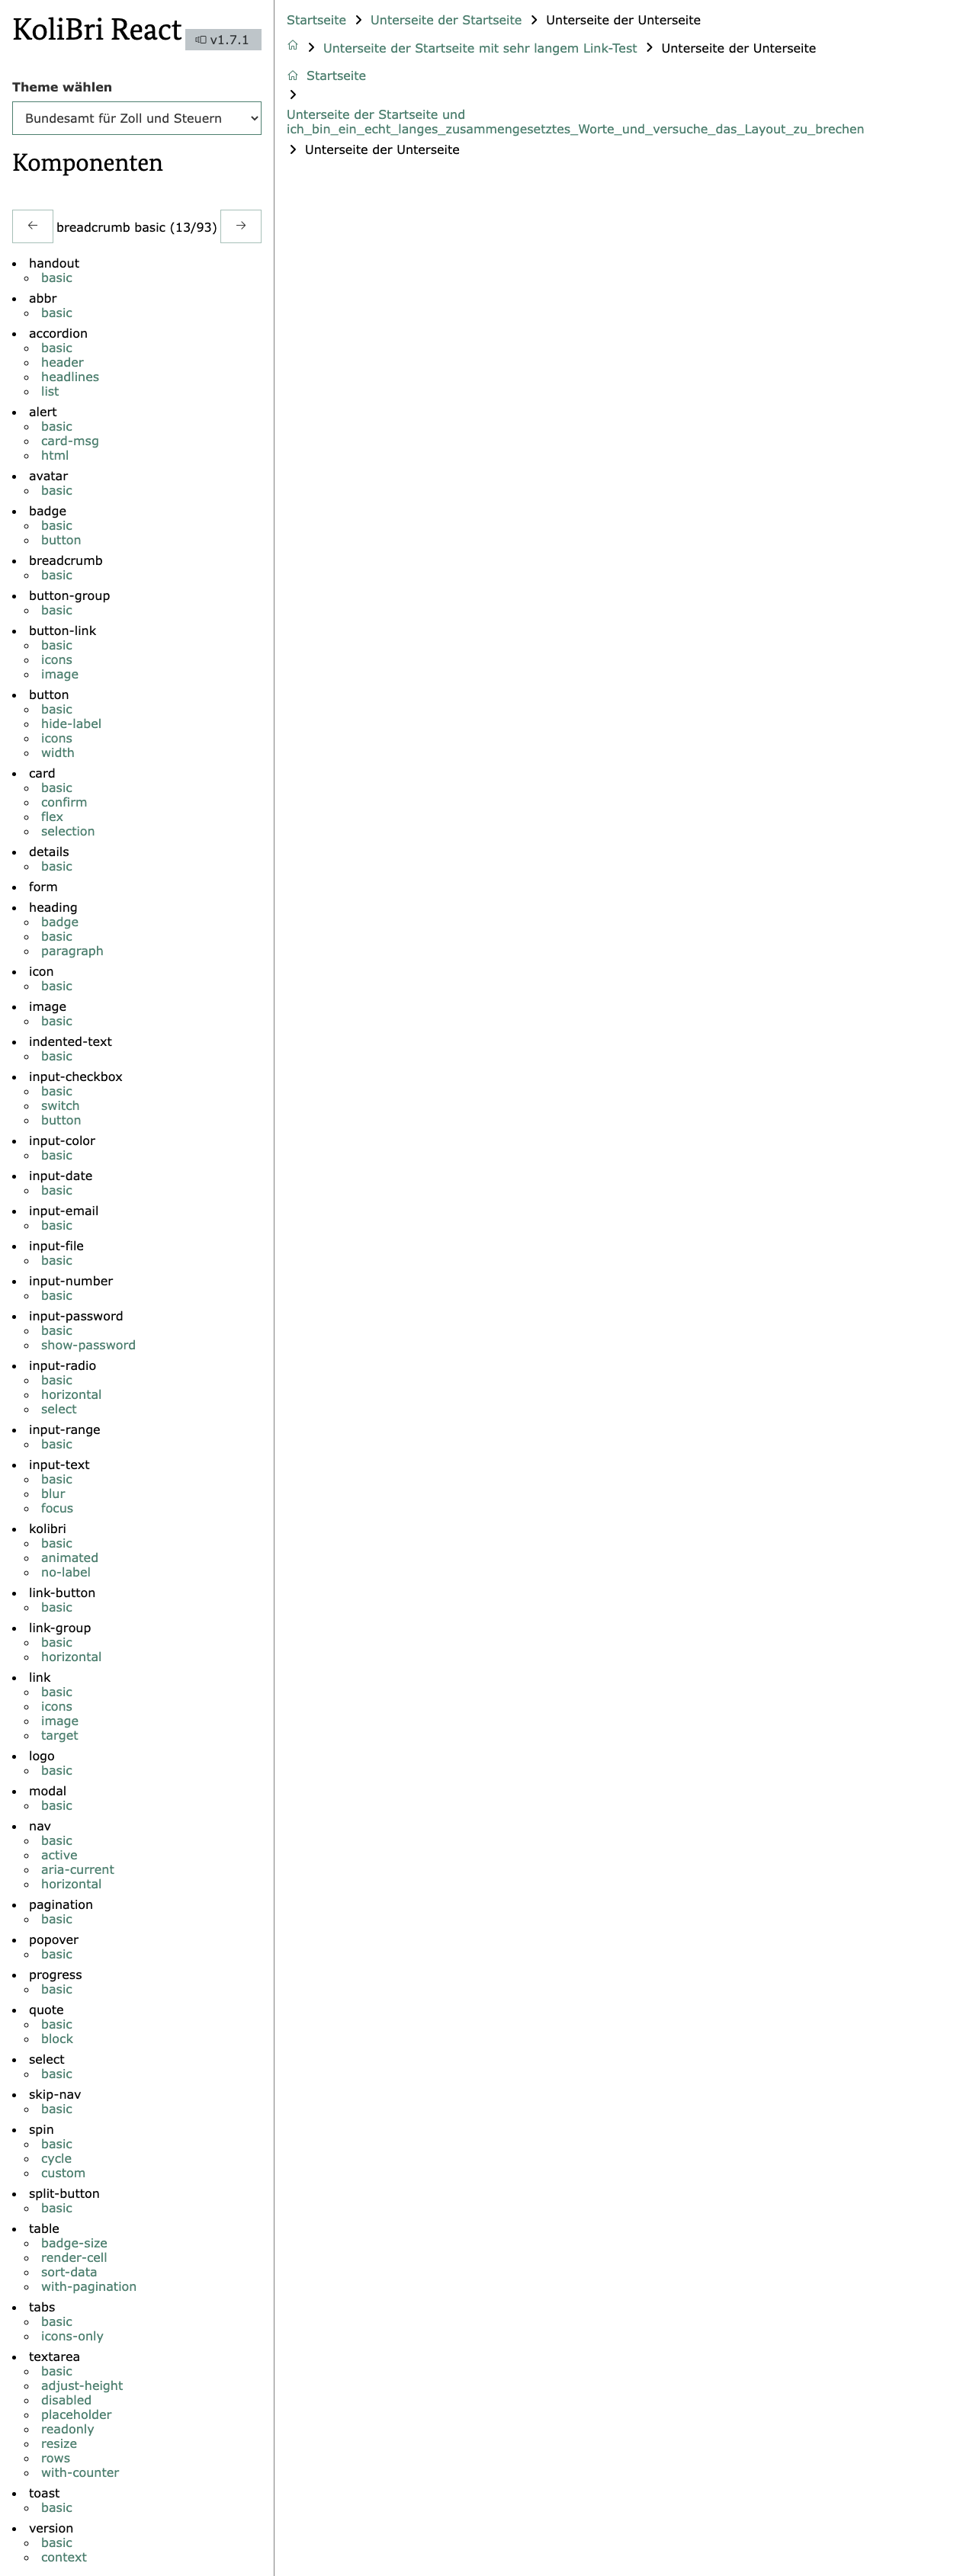 KoliBri React
v1.7.1
Theme wählen
Bundesamt für Zoll und Steuern
Komponenten
breadcrumb basic (13/93)
handout
basic
abbr
basic
accordion
basic
header
headlines
list
alert
basic
card-msg
html
avatar
basic
badge
basic
button
breadcrumb
basic
button-group
basic
button-link
basic
icons
image
button
basic
hide-label
icons
width
card
basic
confirm
flex
selection
details
basic
form
heading
badge
basic
paragraph
icon
basic
image
basic
indented-text
basic
input-checkbox
basic
switch
button
input-color
basic
input-date
basic
input-email
basic
input-file
basic
input-number
basic
input-password
basic
show-password
input-radio
basic
horizontal
select
input-range
basic
input-text
basic
blur
focus
kolibri
basic
animated
no-label
link-button
basic
link-group
basic
horizontal
link
basic
icons
image
target
logo
basic
modal
basic
nav
basic
active
aria-current
horizontal
pagination
basic
popover
basic
progress
basic
quote
basic
block
select
basic
skip-nav
basic
spin
basic
cycle
custom
split-button
basic
table
badge-size
render-cell
sort-data
with-pagination
tabs
basic
icons-only
textarea
basic
adjust-height
disabled
placeholder
readonly
resize
rows
with-counter
toast
basic
version
basic
context
Startseite Unterseite der Startseite Unterseite der Unterseite
Unterseite der Startseite mit sehr langem Link-Test Unterseite der Unterseite
Startseite
Unterseite der Startseite und
ich_bin_ein_echt_langes_zusammengesetztes_Worte_und_versuche_das_Layout_zu_brechen
Unterseite der Unterseite